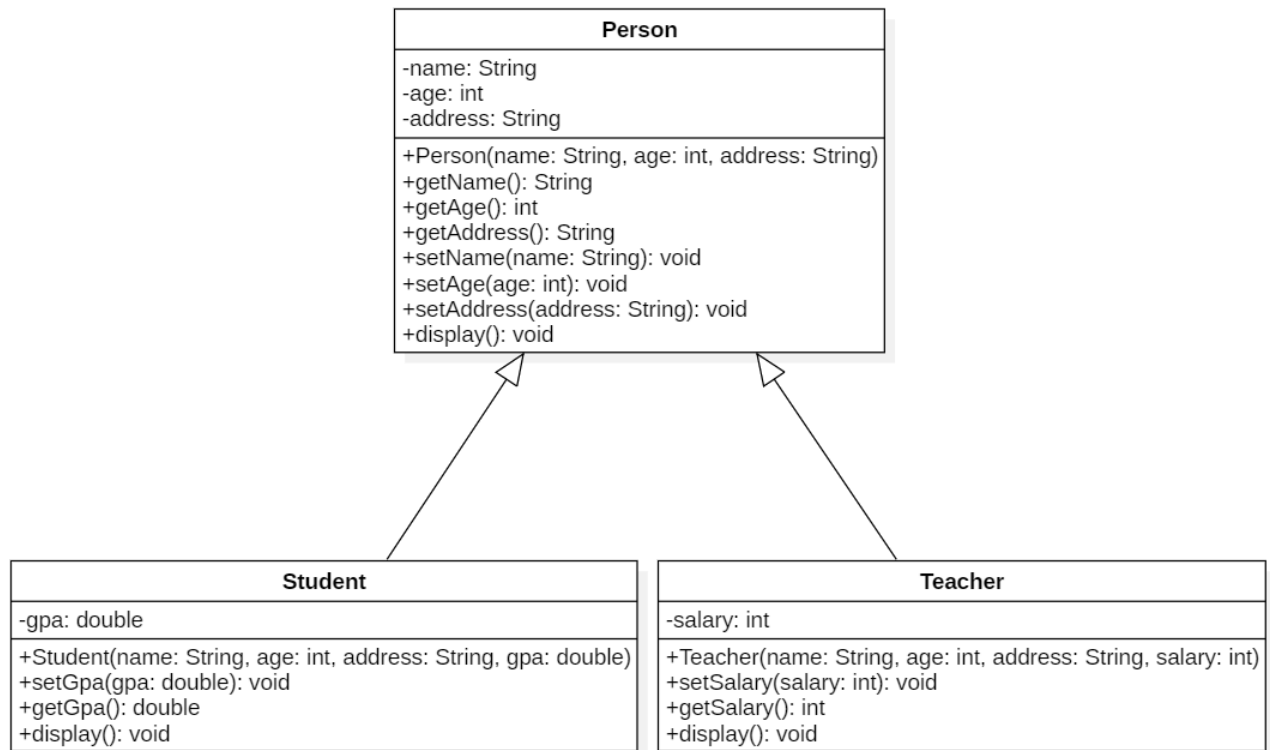 Person
-name: String
-age: int
-address: String
+Person(name: String, age: int, address: String)
+getName(): String
+getAge(): int
+getAddress(): String
+setName(name: String): void
+setAge(age: int): void
+setAddress(address: String): void
+display(): void
Student
-gpa: double
+Student(name: String, age: int, address: String, gpa: double)
+setGpa(gpa: double): void
+getGpa(): double
+display(): void
Teacher
-salary: int
+Teacher(name: String, age: int, address: String, salary: int)
+setSalary(salary: int): void
+getSalary(): int
+display(): void